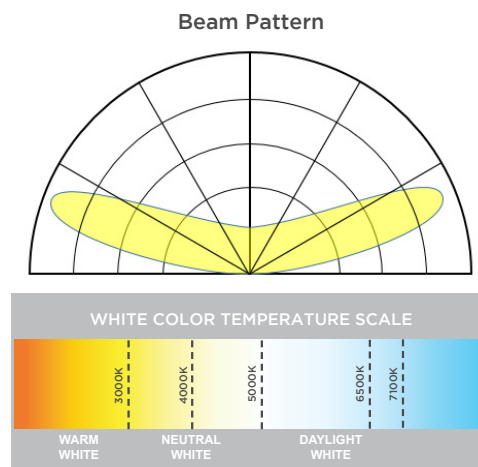 Beam Pattern
WHITE COLOR TEMPERATURE SCALE
3000K
4000K
5000K
6500K
7100K
WARM WHITE
NEUTRAL WHITE
DAYLIGHT WHITE